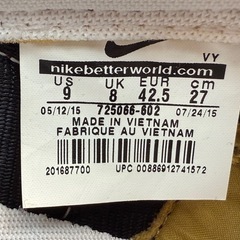 VY
nikebetterworld.com.
US UK EUR cm
9 8 42.5 27
05/12/15 725066-602 07/24/15
MADE IN VIETNAM
FABRIQUE AU VIETNAM
201687700 UPC 00886912741572